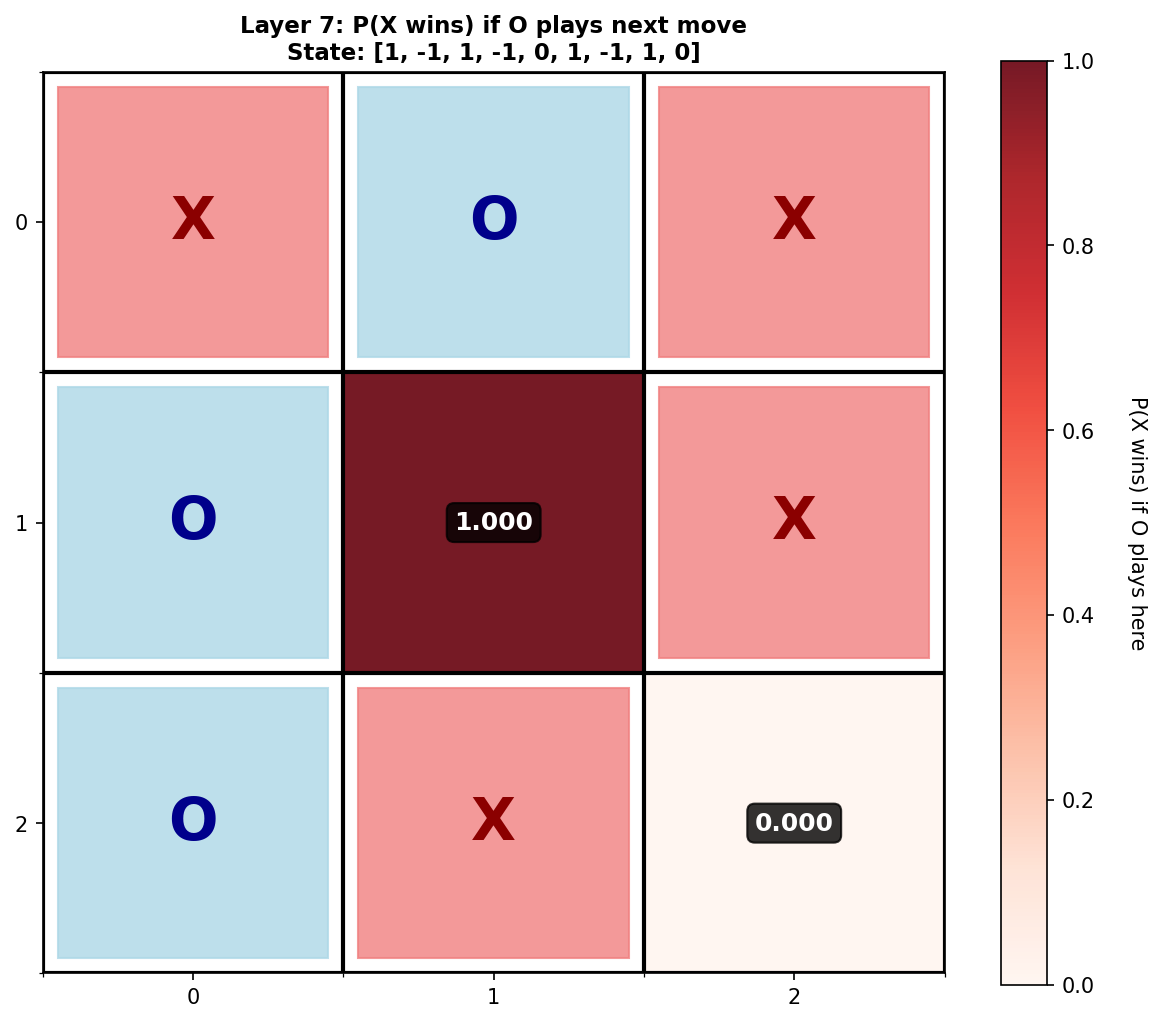 Layer 7: P(X wins) if O plays next move
State: [1, -1, 1, -1, 0, 1, -1, 1, 0]
1.0
0.8
0.6
0.4
0.2
0.0
P(X wins) if O plays here
0
X
O
X
1
O
1.000
X
2
O
X
0.000
0
1
2